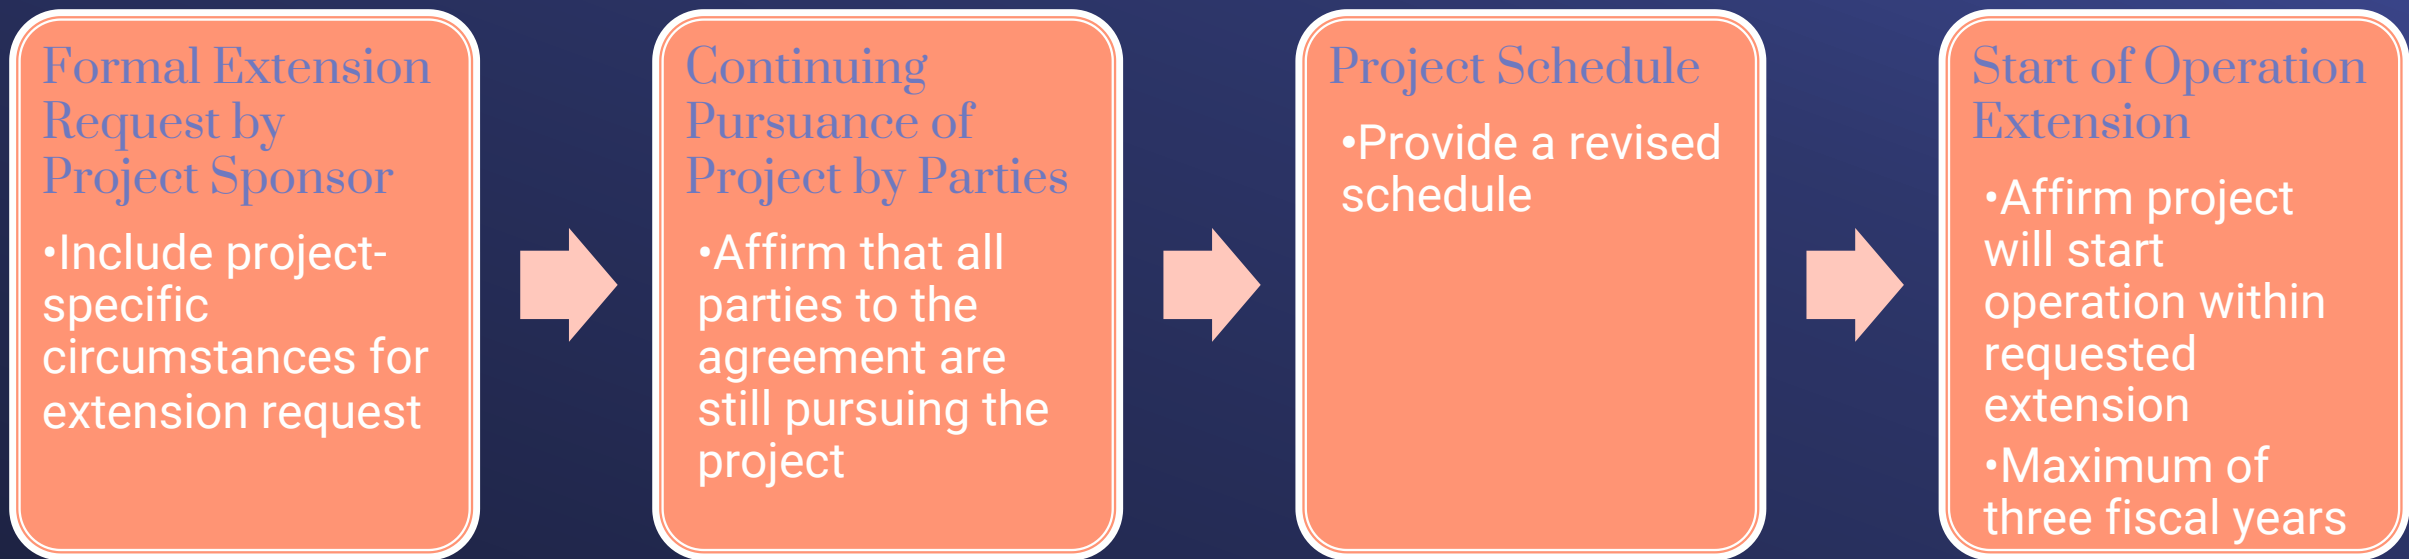 Formal Extension
Request by
Project Sponsor
•Include project-
specific
circumstances for
extension request
Continuing
Pursuance of
Project by Parties
•Affirm that all
parties to the
agreement are
still pursuing the
project
Project Schedule
•Provide a revised
schedule
Start of Operation
Extension
•Affirm project
will start
operation within
requested
extension
•Maximum of
three fiscal years